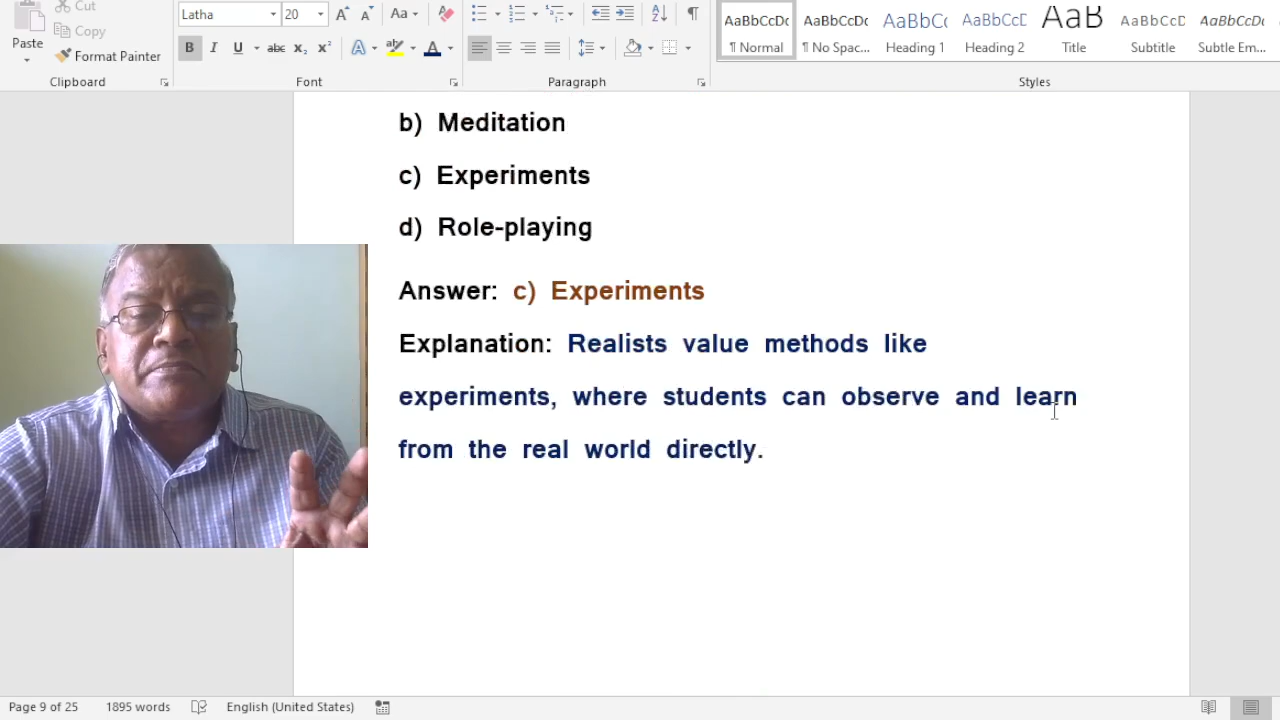 Cut
Copy
Paste
Format Painter
Clipboard
Latha 20
Aa
B I U abc x₂ x² A A
Font
Paragraph
AaBbCcDc AaBbCcDc AaBbCc AaBbCcD AaB AaBbCcD AaBbCcD
¶ Normal ¶ No Spac... Heading 1 Heading 2 Title Subtitle Subtle Em...
Styles
b) Meditation
c) Experiments
d) Role-playing
Answer: c) Experiments
Explanation: Realists value methods like
experiments, where students can observe and learn
from the real world directly.
Page 9 of 25 1895 words English (United States)